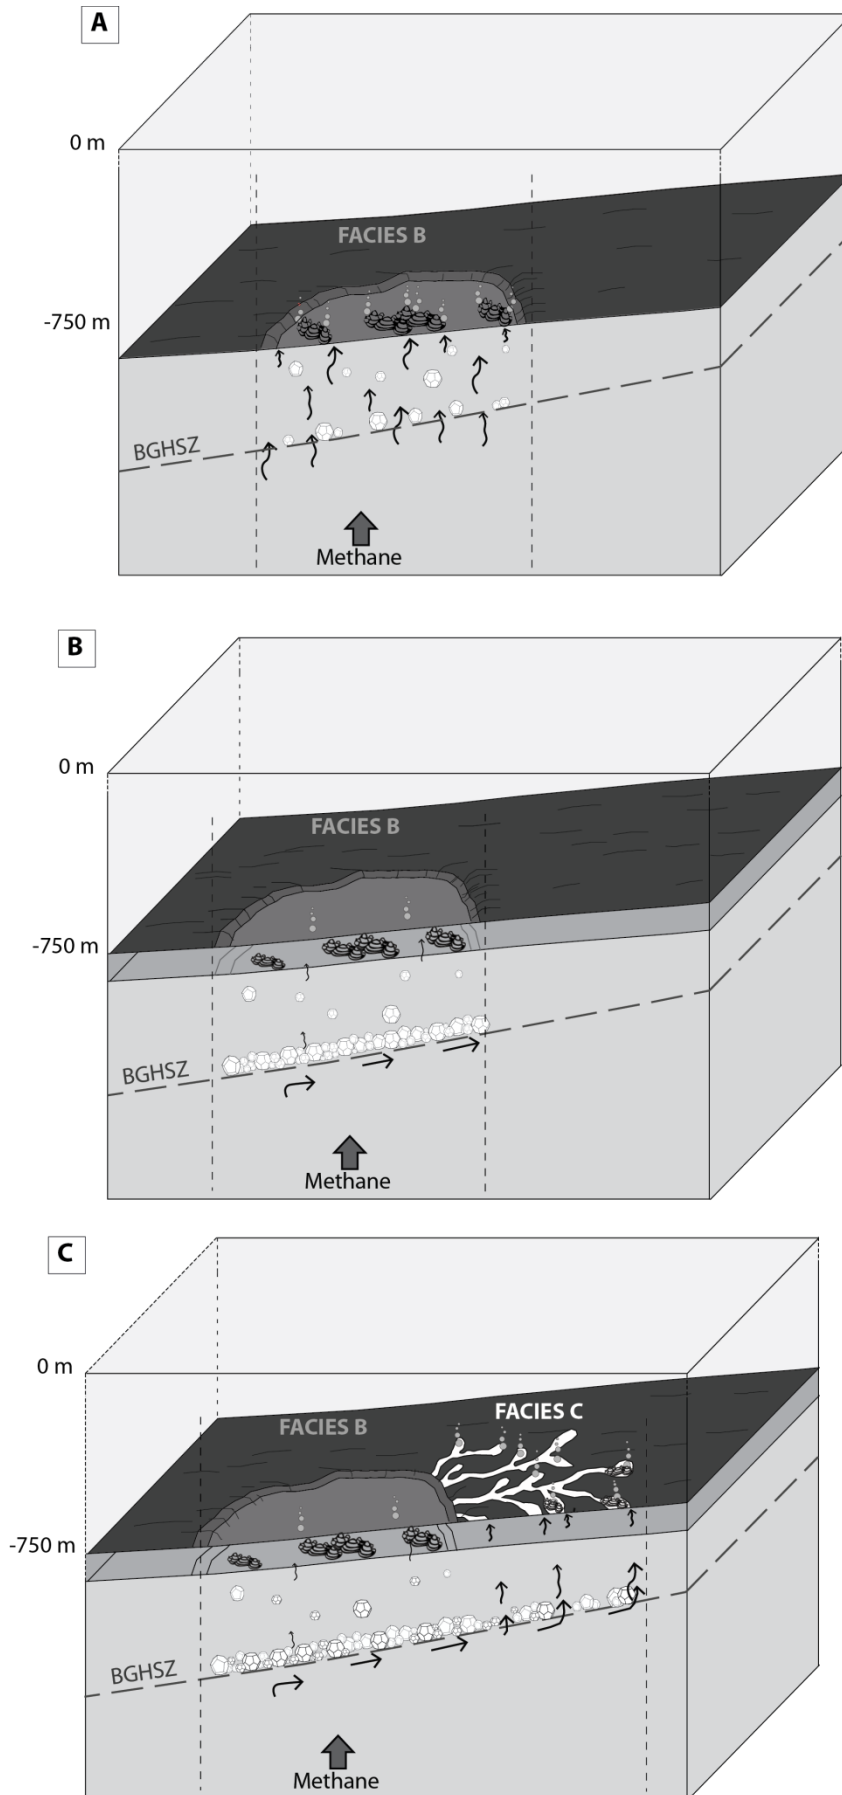 A
0 m
FACIES B
-750 m
BGHSZ
Methane
B
0 m
FACIES B
-750 m
BGHSZ
Methane
C
0 m
FACIES C
FACIES B
-750 m
BGHSZ
Methane